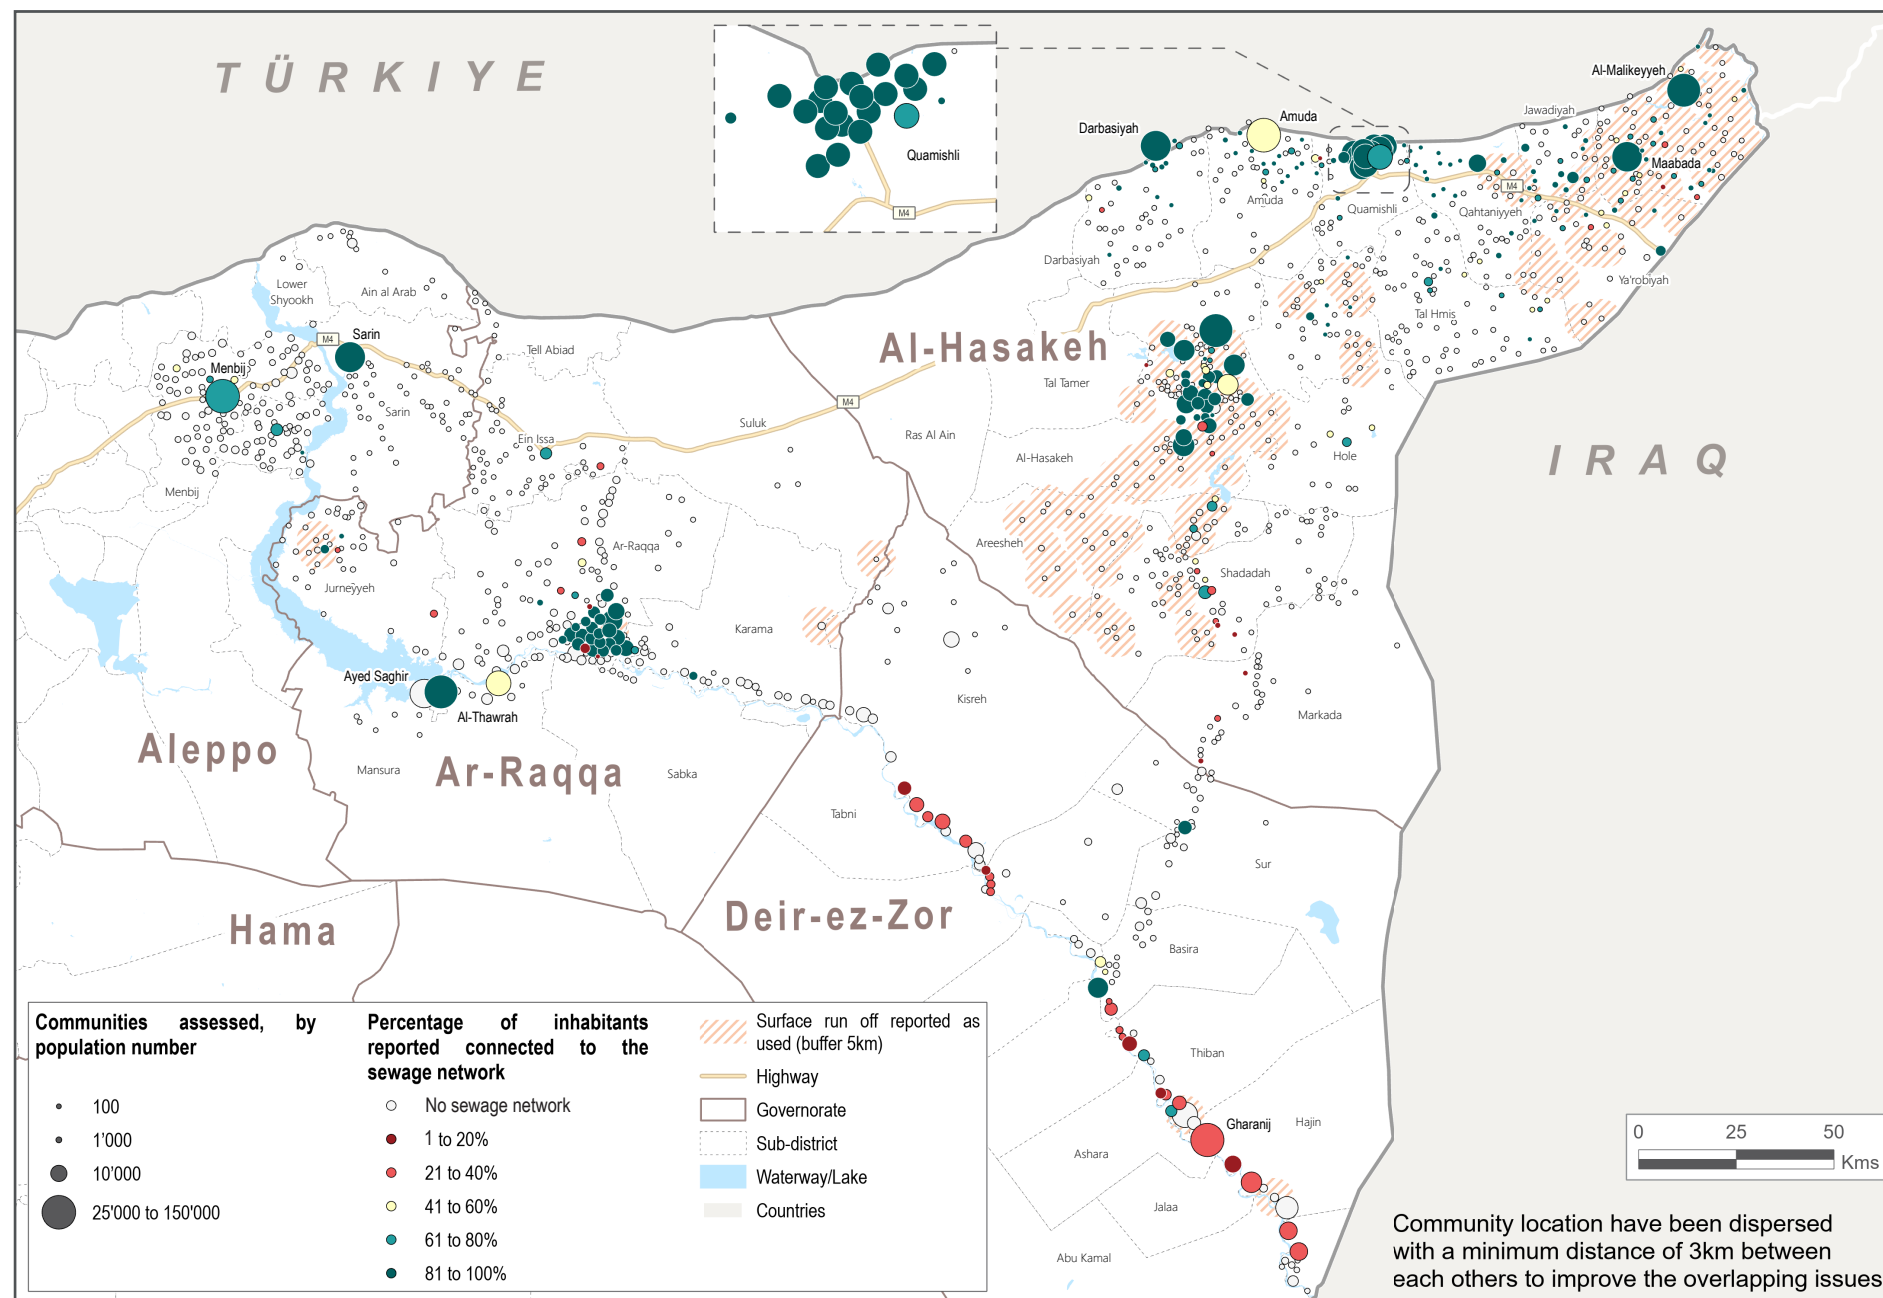 TÜRKIYE
Al-Malikeyyeh
Jawadiyah
Amuda
Darbasiyah
Quamishli
Maabada
M4
M4
Amuda
Quamishli
Qahtaniyyeh
Darbasiyah
Ya'robiyah
Lower
Shyookh
Ain al Arab
Tal Hmis
M4
Sarin
Al-Hasakeh
Tell Abiad
Menbij
Tal Tamer
M4
Sarin
Suluk
Ras Al Ain
Ein Issa
Al-Hasakeh
Hole
IRAQ
Menbij
Ar-Raqqa
Areesheh
Shadadah
Jurneyyeh
Karama
Ayed Saghir
Kisreh
Al-Thawrah
Markada
Aleppo
Mansura
Ar-Raqqa
Sabka
Tabni
Sur
Hama
Deir-ez-Zor
Basira
Thiban
Gharanij
Hajin
Ashara
Jalaa
Abu Kamal
Communities assessed, by
population number
100
1'000
10'000
25'000 to 150'000
Percentage of inhabitants
reported connected to the
sewage network
No sewage network
1 to 20%
21 to 40%
41 to 60%
61 to 80%
81 to 100%
Surface run off reported as
used (buffer 5km)
Highway
Governorate
Sub-district
Waterway/Lake
Countries
0 25 50
Kms
Community location have been dispersed
with a minimum distance of 3km between
each others to improve the overlapping issues